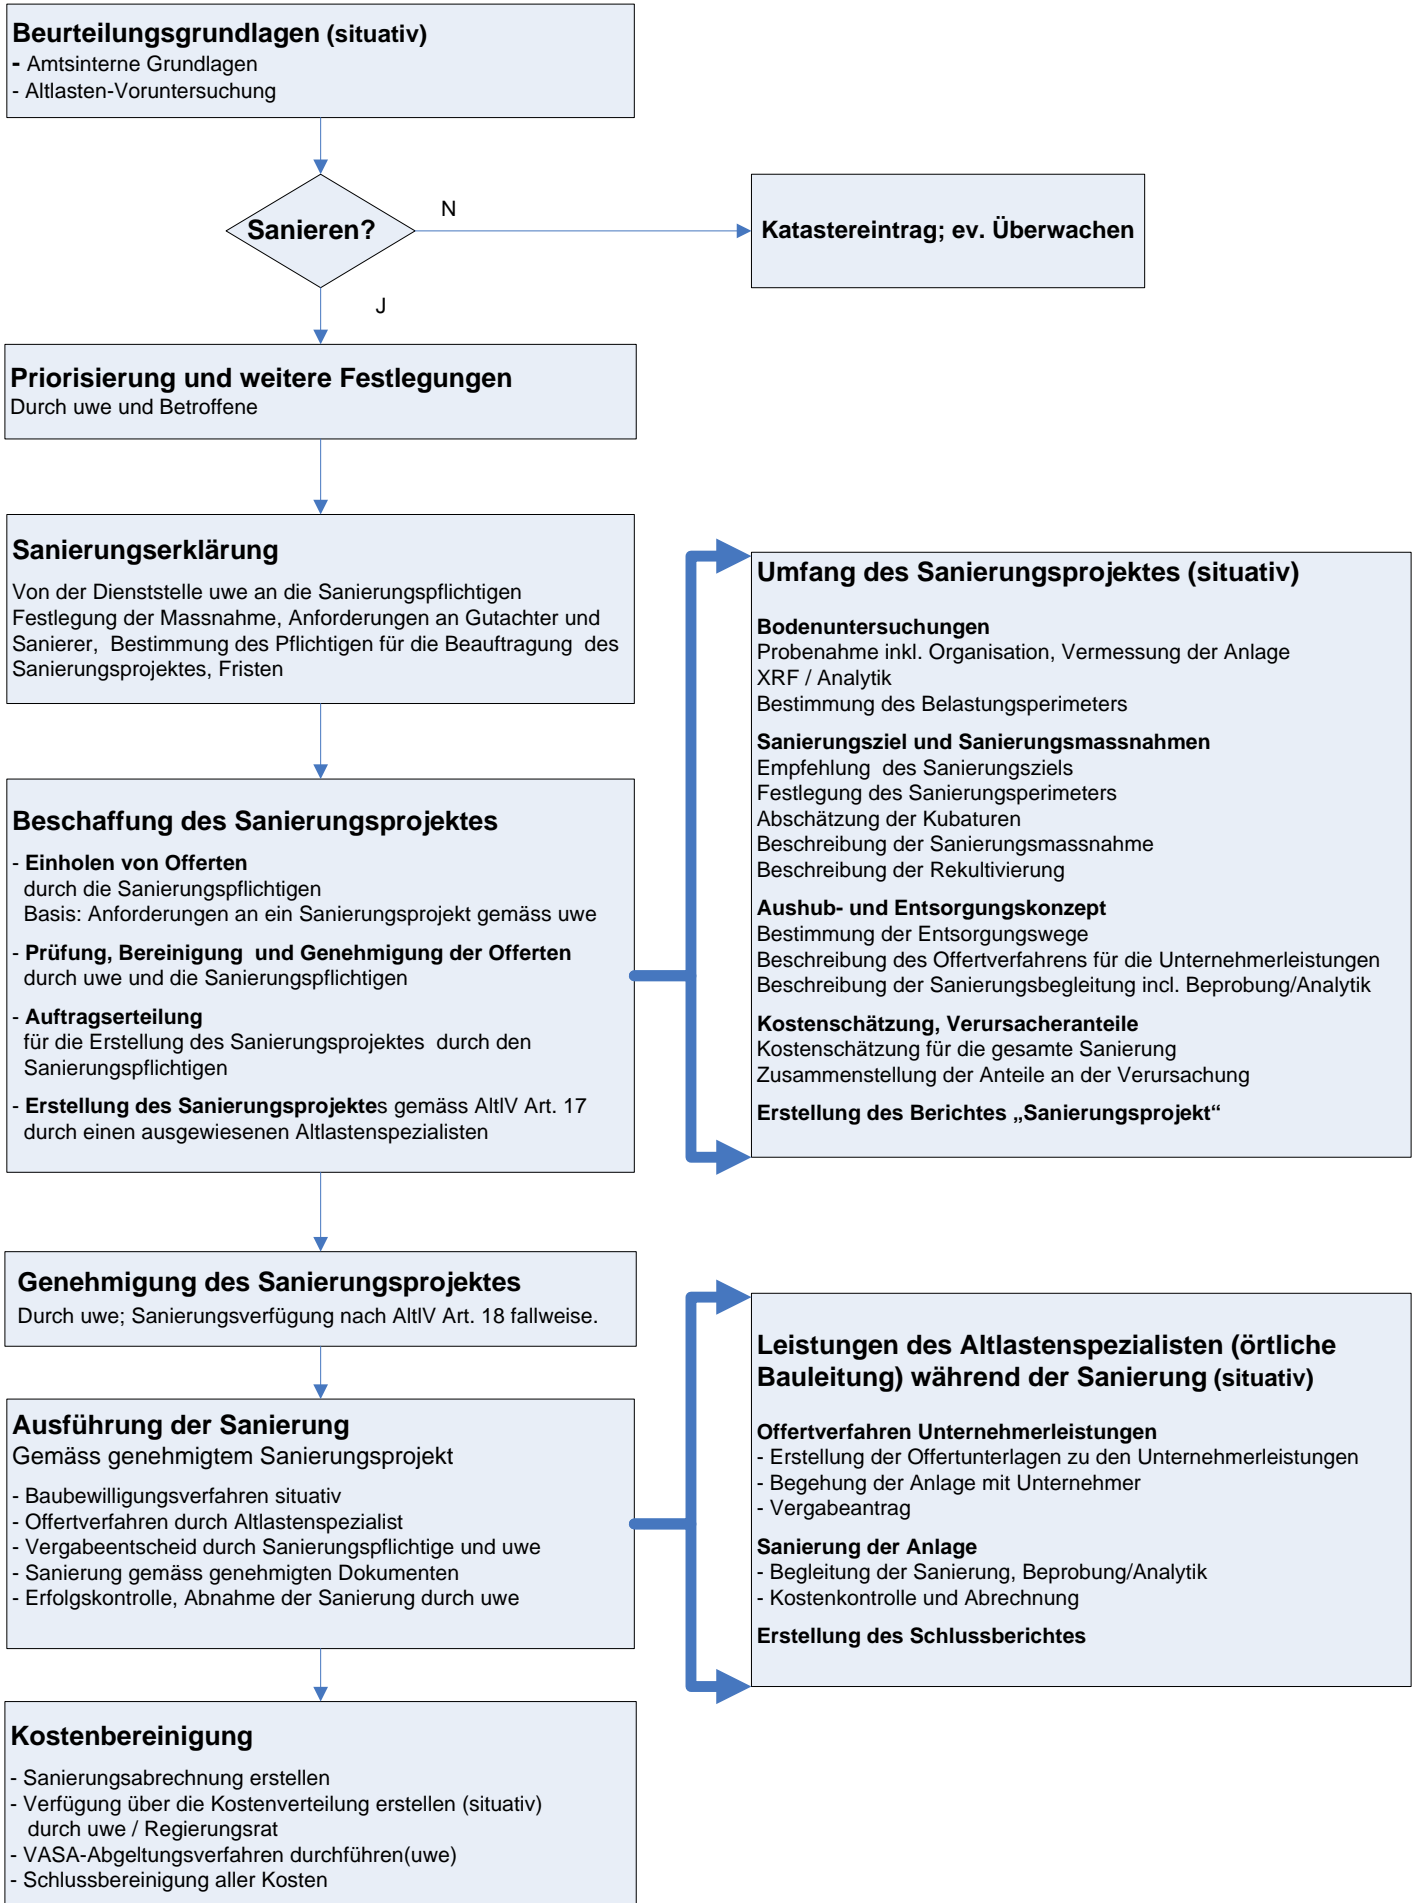 Beurteilungsgrundlagen (situativ)
- Amtsinterne Grundlagen
- Altlasten-Voruntersuchung
Sanieren?
N
Katastereintrag; ev. Überwachen
J
Priorisierung und weitere Festlegungen
Durch uwe und Betroffene
Sanierungserklärung
Von der Dienststelle uwe an die Sanierungspflichtigen
Festlegung der Massnahme, Anforderungen an Gutachter und
Sanierer,  Bestimmung des Pflichtigen für die Beauftragung  des
Sanierungsprojektes, Fristen
Beschaffung des Sanierungsprojektes
- Einholen von Offerten
durch die Sanierungspflichtigen
Basis: Anforderungen an ein Sanierungsprojekt gemäss uwe
- Prüfung, Bereinigung  und Genehmigung der Offerten
durch uwe und die Sanierungspflichtigen
- Auftragserteilung
für die Erstellung des Sanierungsprojektes  durch den
Sanierungspflichtigen
- Erstellung des Sanierungsprojektes gemäss AltlV Art. 17
durch einen ausgewiesenen Altlastenspezialisten
Umfang des Sanierungsprojektes (situativ)
Bodenuntersuchungen
Probenahme inkl. Organisation, Vermessung der Anlage
XRF / Analytik
Bestimmung des Belastungsperimeters
Sanierungsziel und Sanierungsmassnahmen
Empfehlung  des Sanierungsziels
Festlegung des Sanierungsperimeters
Abschätzung der Kubaturen
Beschreibung der Sanierungsmassnahme
Beschreibung der Rekultivierung
Aushub- und Entsorgungskonzept
Bestimmung der Entsorgungswege
Beschreibung des Offertverfahrens für die Unternehmerleistungen
Beschreibung der Sanierungsbegleitung incl. Beprobung/Analytik
Kostenschätzung, Verursacheranteile
Kostenschätzung für die gesamte Sanierung
Zusammenstellung der Anteile an der Verursachung
Erstellung des Berichtes „Sanierungsprojekt“
Genehmigung des Sanierungsprojektes
Durch uwe; Sanierungsverfügung nach AltlV Art. 18 fallweise.
Ausführung der Sanierung
Gemäss genehmigtem Sanierungsprojekt
- Baubewilligungsverfahren situativ
- Offertverfahren durch Altlastenspezialist
- Vergabeentscheid durch Sanierungspflichtige und uwe
- Sanierung gemäss genehmigten Dokumenten
- Erfolgskontrolle, Abnahme der Sanierung durch uwe
Leistungen des Altlastenspezialisten (örtliche
Bauleitung) während der Sanierung (situativ)
Offertverfahren Unternehmerleistungen
- Erstellung der Offertunterlagen zu den Unternehmerleistungen
- Begehung der Anlage mit Unternehmer
- Vergabeantrag
Sanierung der Anlage
- Begleitung der Sanierung, Beprobung/Analytik
- Kostenkontrolle und Abrechnung
Erstellung des Schlussberichtes
Kostenbereinigung
- Sanierungsabrechnung erstellen
- Verfügung über die Kostenverteilung erstellen (situativ)
durch uwe / Regierungsrat
- VASA-Abgeltungsverfahren durchführen(uwe)
- Schlussbereinigung aller Kosten